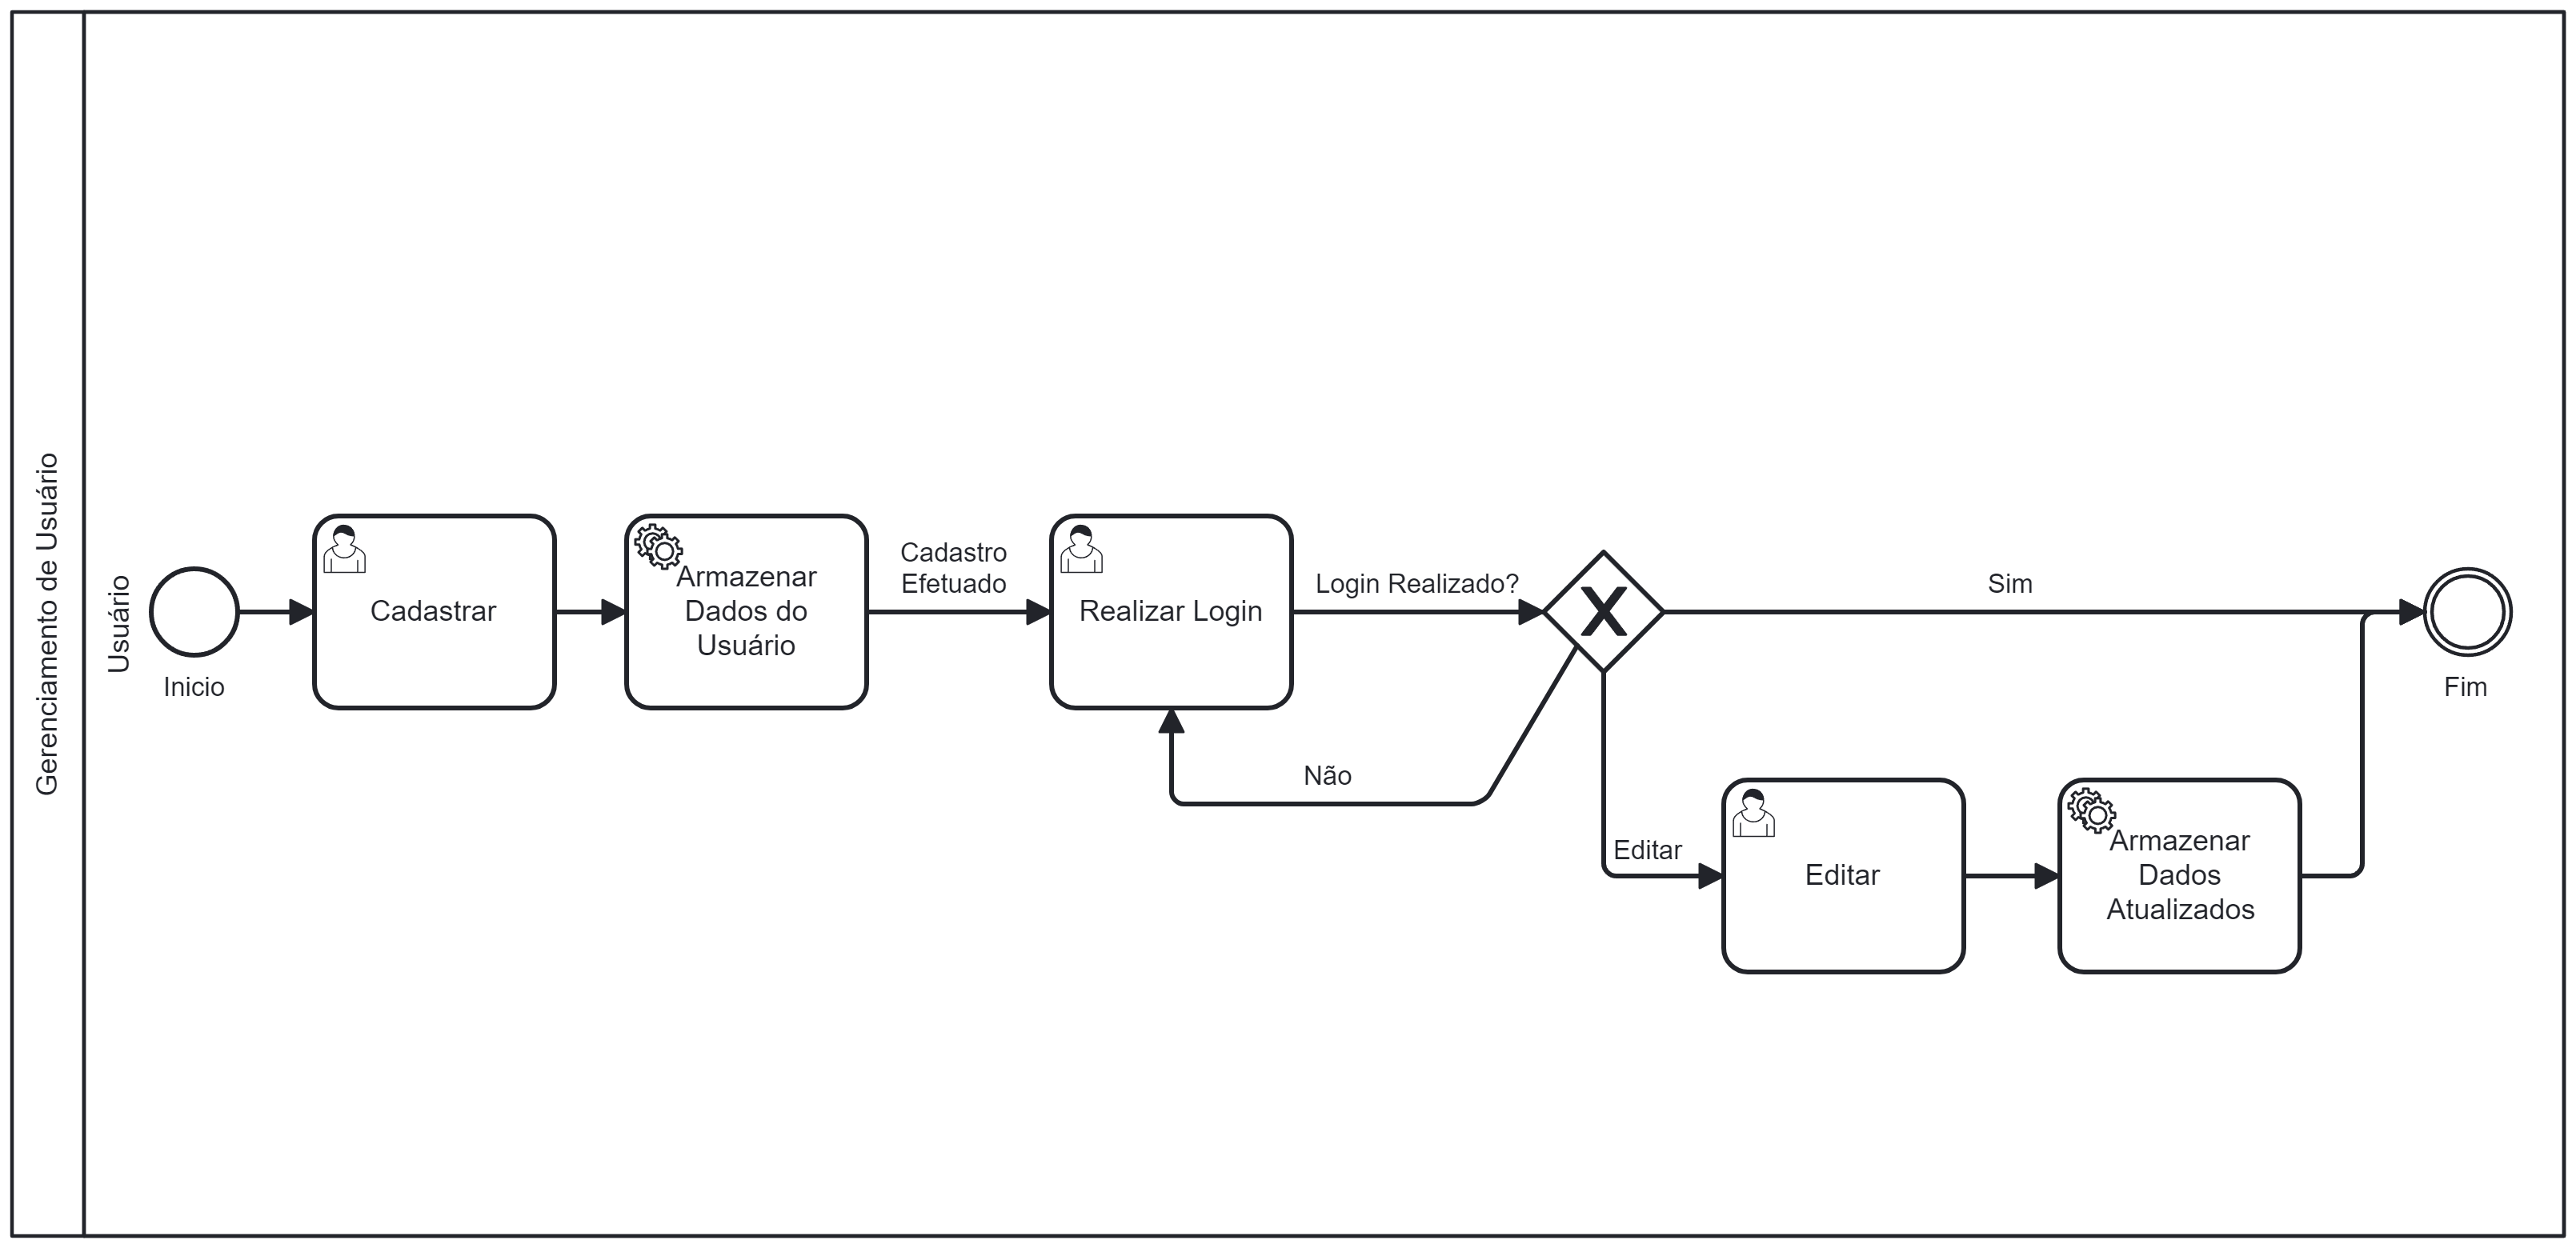 Gerenciamento de Usuário
Usuário
Inicio
Cadastrar
Armazenar
Dados do
Usuário
Cadastro
Efetuado
Realizar Login
Login Realizado?
Sim
Fim
Não
Editar
Editar
Armazenar
Dados
Atualizados